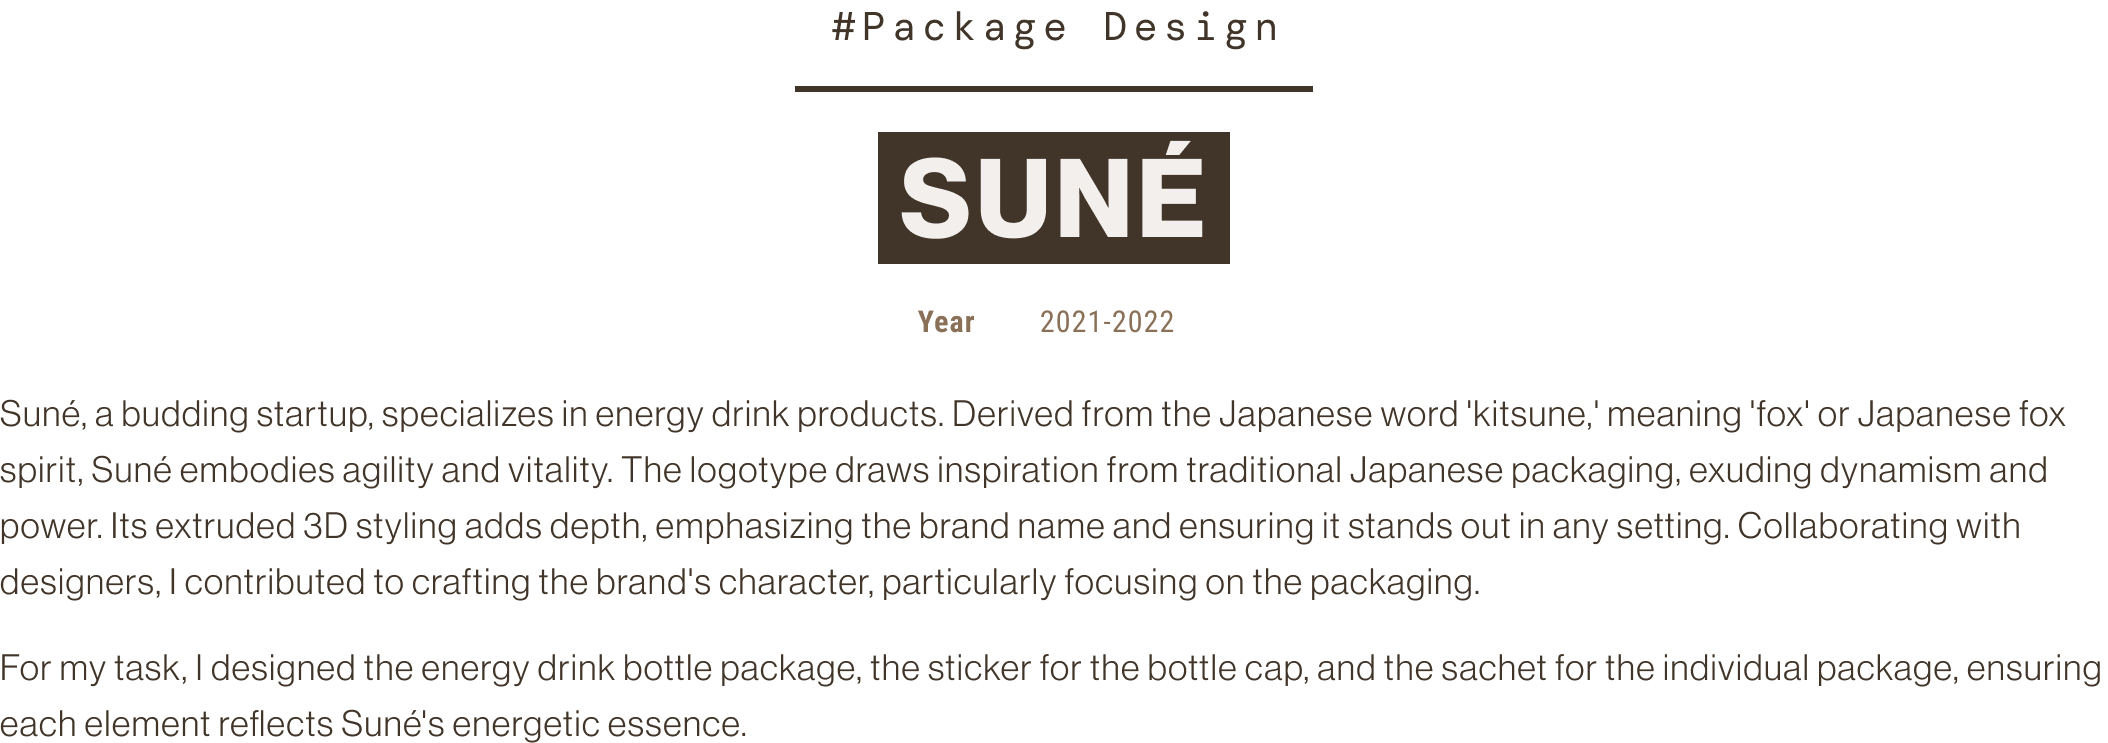 #Package Design
SUNÉ
Year 2021-2022
Suné, a budding startup, specializes in energy drink products. Derived from the Japanese word 'kitsune,' meaning 'fox' or Japanese fox
spirit, Suné embodies agility and vitality. The logotype draws inspiration from traditional Japanese packaging, exuding dynamism and
power. Its extruded 3D styling adds depth, emphasizing the brand name and ensuring it stands out in any setting. Collaborating with
designers, I contributed to crafting the brand's character, particularly focusing on the packaging.
For my task, I designed the energy drink bottle package, the sticker for the bottle cap, and the sachet for the individual package, ensuring
each element reflects Suné's energetic essence.